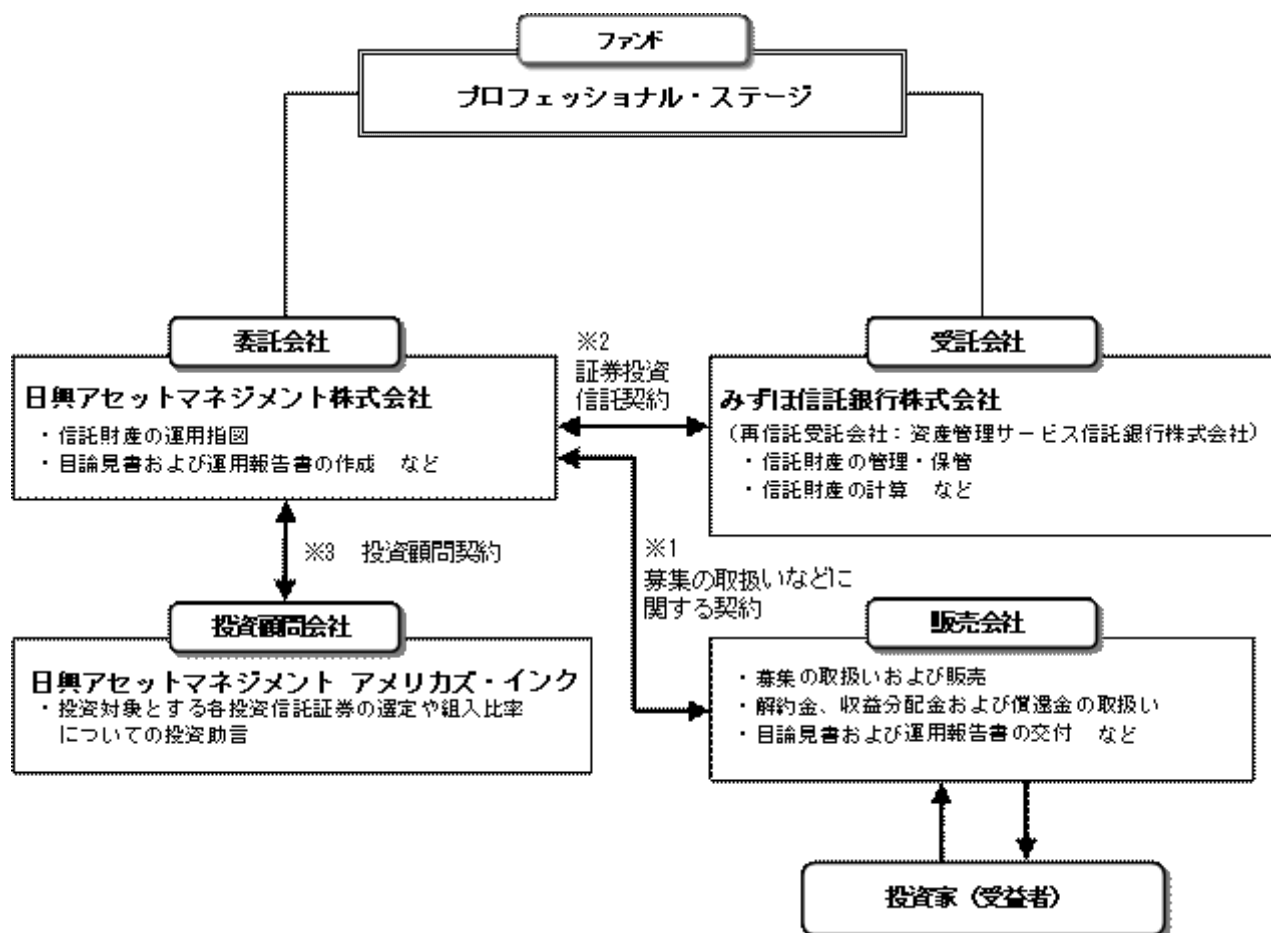 ファンド
プロフェッショナル・ステージ
委託会社
日興アセットマネジメント株式会社
・信託財産の運用指図
・目論見書および運用報告書の作成 など
※2
証券投資
信託契約
受託会社
みずほ信託銀行株式会社
(再信託受託会社:資産管理サービス信託銀行株式会社)
・信託財産の管理・保管
・信託財産の計算 など
※3 投資顧問契約
※1
募集の取扱いなどに
関する契約
投資顧問会社
日興アセットマネジメント アメリカズ・インク
・投資対象とする各投資信託証券の選定や組入比率
についての投資助言
販売会社
・募集の取扱いおよび販売
・解約金、収益分配金および償還金の取扱い
・目論見書および運用報告書の交付 など
投資家(受益者)